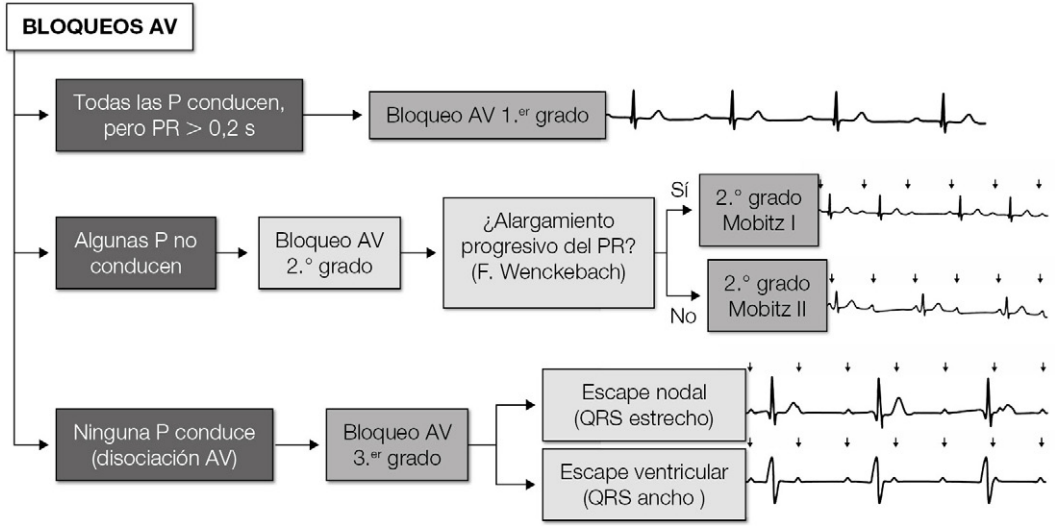 BLOQUEOS AV
Todas las P conducen,
pero PR > 0,2 s
Bloqueo AV 1.er grado
Algunas P no
conducen
Bloqueo AV
2.° grado
¿Alargamiento
progresivo del PR?
(F. Wenckebach)
Sí
2.° grado
Mobitz I
No
2.° grado
Mobitz II
Ninguna P conduce
(disociación AV)
Bloqueo AV
3.er grado
Escape nodal
(QRS estrecho)
Escape ventricular
(QRS ancho )